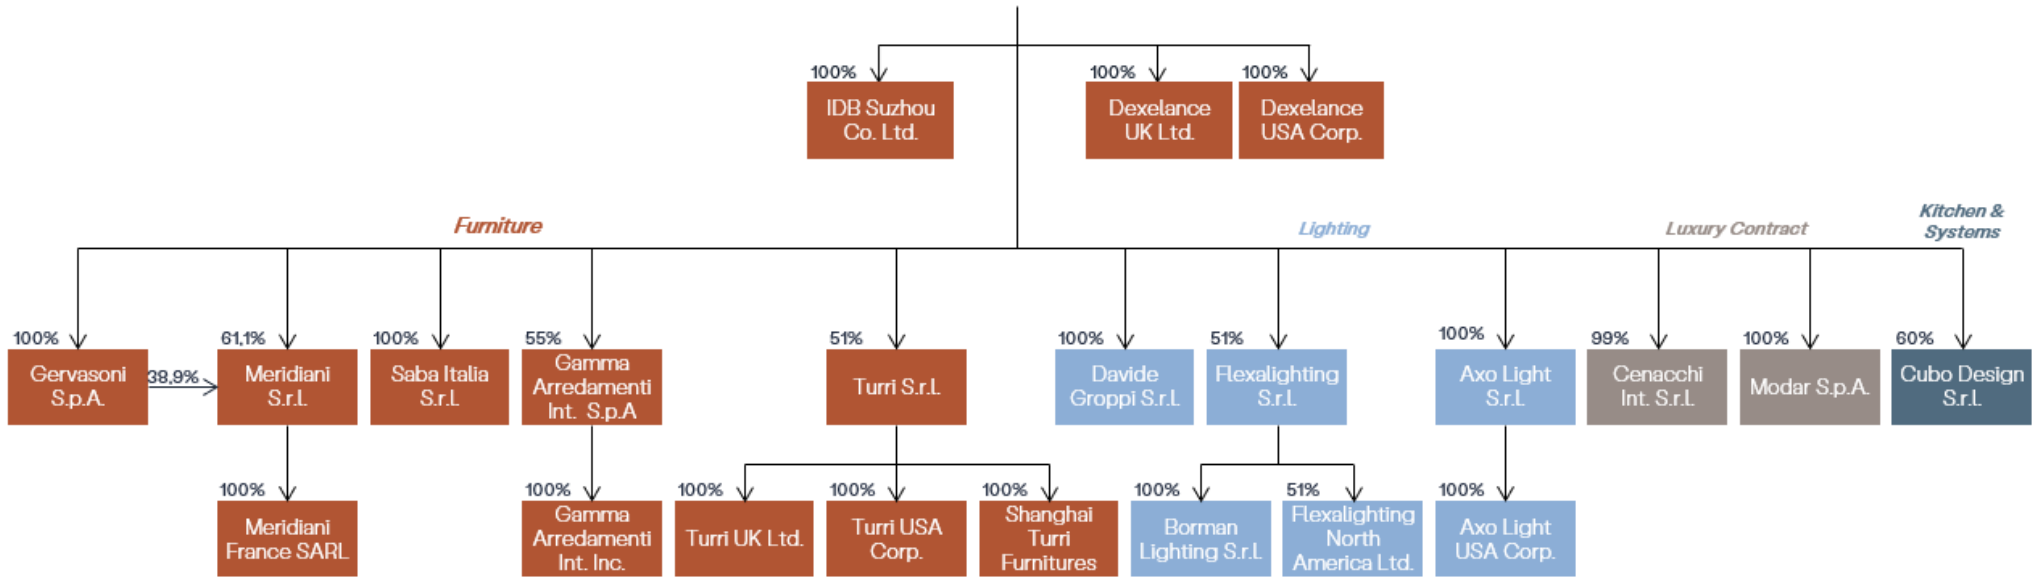 100%
IDB Suzhou
Co. Ltd.
100%
Dexelance
UK Ltd.
100%
Dexelance
USA Corp.
Furniture
Lighting
Luxury Contract
Kitchen &
Systems
100%
Gervasoni
S.p.A.
38,9%
61,1%
Meridiani
S.r.l.
100%
Saba Italia
S.r.l.
55%
Gamma
Arredamenti
Int. S.p.A
51%
Turri S.r.l.
100%
Davide
Groppi S.r.l.
51%
Flexalighting
S.r.l.
100%
Axo Light
S.r.l.
99%
Cenacchi
Int. S.r.l.
100%
Modar S.p.A.
60%
Cubo Design
S.r.l.
100%
Meridiani
France SARL
100%
Gamma
Arredamenti
Int. Inc.
100%
Turri UK Ltd.
100%
Turri USA
Corp.
100%
Shanghai
Turri
Furnitures
100%
Borman
Lighting S.r.l.
51%
Flexalighting
North
America Ltd.
100%
Axo Light
USA Corp.